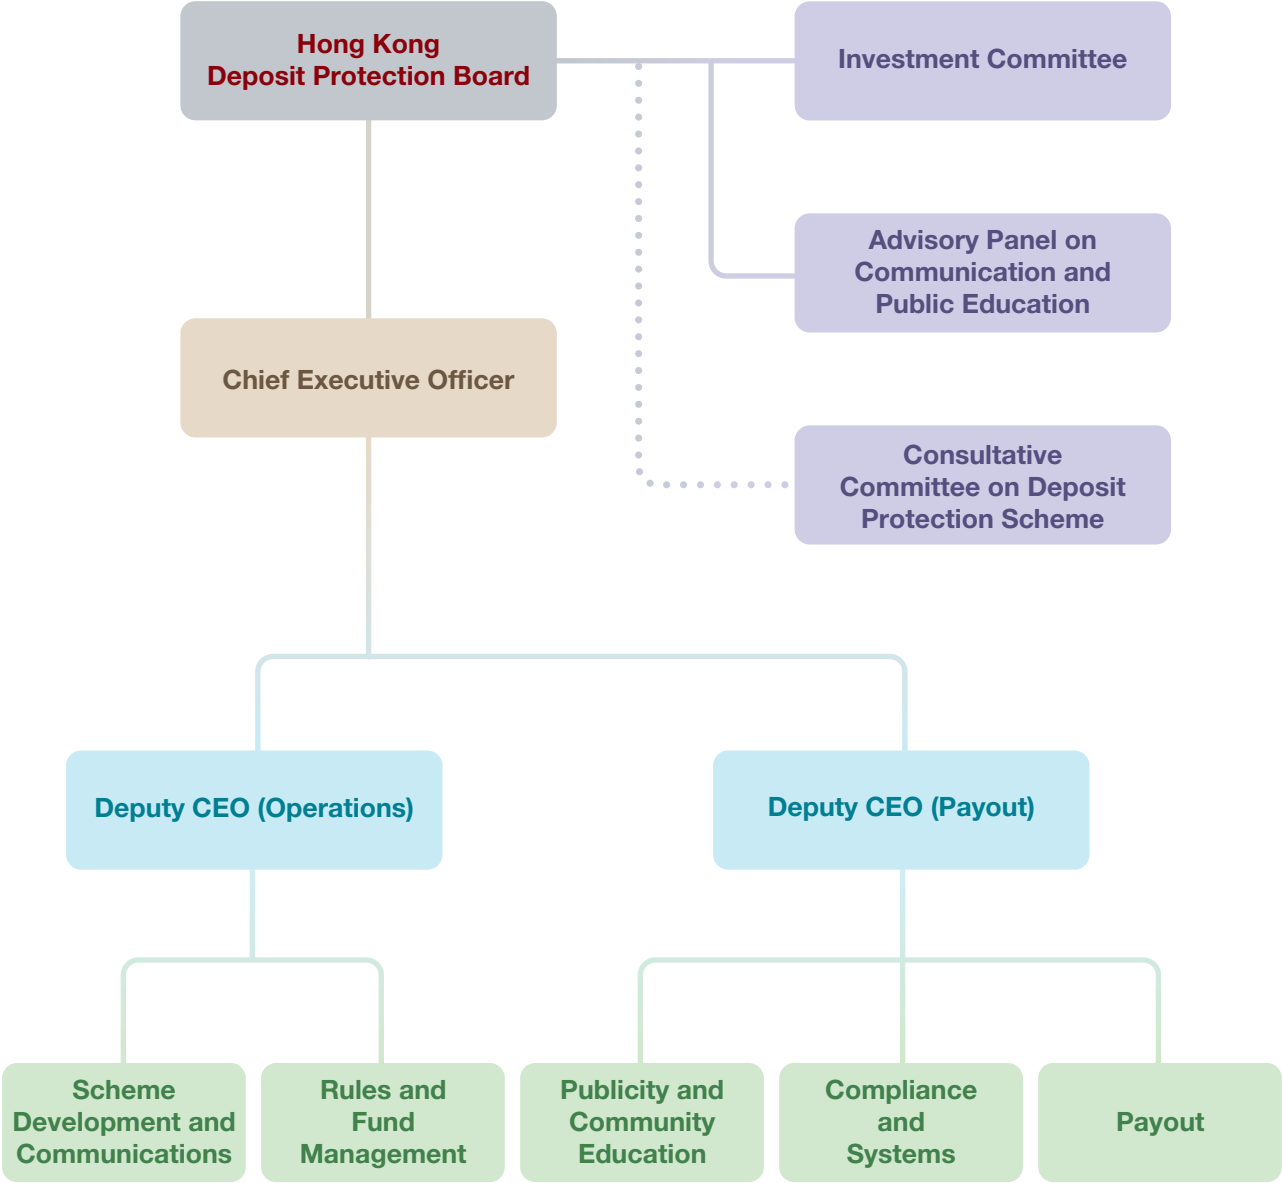 Hong Kong
Deposit Protection Board
Investment Committee
Advisory Panel on
Communication and
Public Education
Chief Executive Officer
Consultative
Committee on Deposit
Protection Scheme
Deputy CEO (Operations)
Deputy CEO (Payout)
Scheme
Development and
Communications
Rules and
Fund
Management
Publicity and
Community
Education
Compliance
and
Systems
Payout